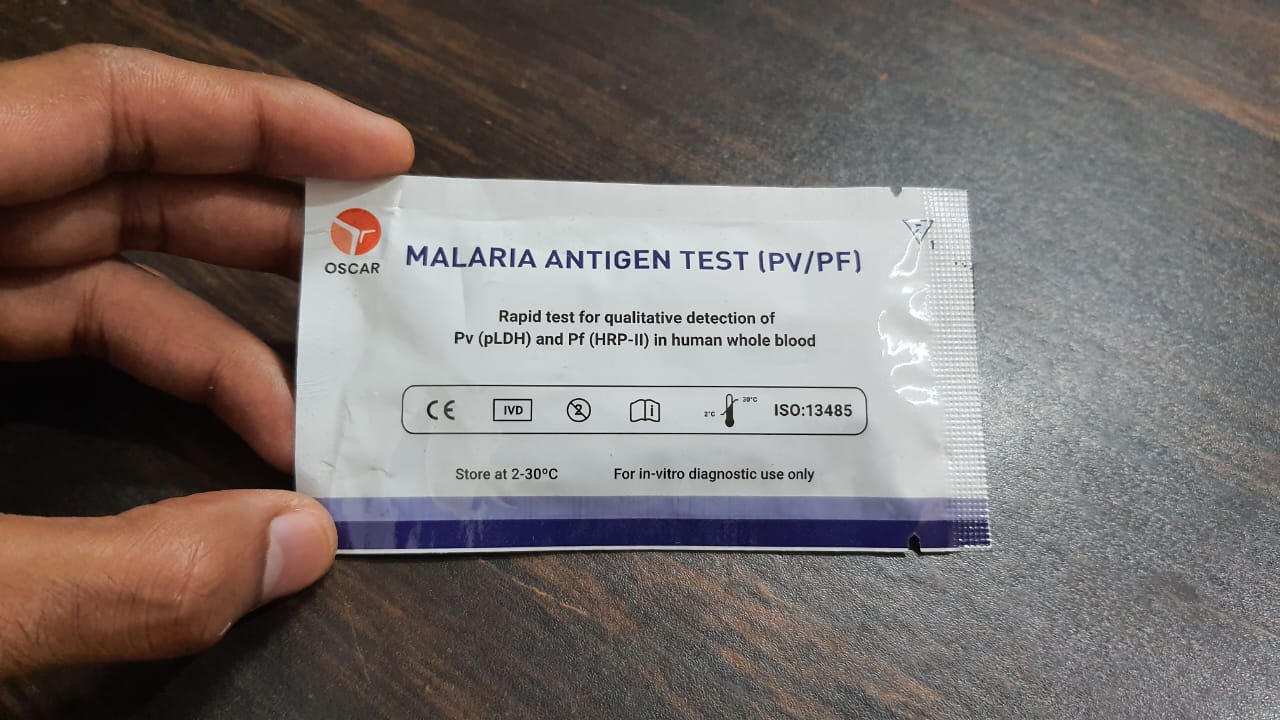 OSCAR
MALARIA ANTIGEN TEST (PV/PF)
Rapid test for qualitative detection of
Pv (pLDH) and Pf (HRP-II) in human whole blood
CE IVD 2 i 2°C 30°C ISO:13485
Store at 2-30°C For in-vitro diagnostic use only